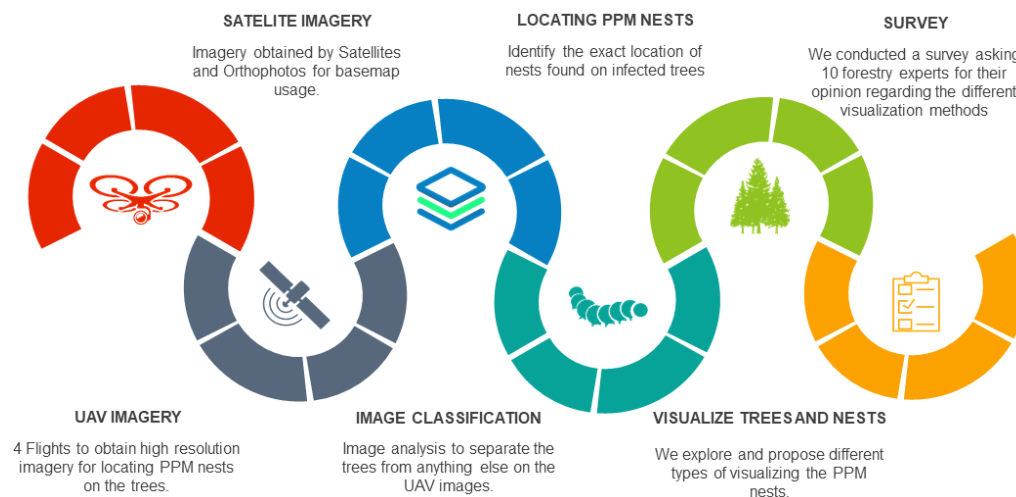 SATELITE IMAGERY
Imagery obtained by Satellites
and Orthophotos for basemap
usage.
LOCATING PPM NESTS
Identify the exact location of
nests found on infected trees
SURVEY
We conducted a survey asking
10 forestry experts for their
opinion regarding the different
visualization methods
UAV IMAGERY
4 Flights to obtain high resolution
imagery for locating PPM nests
on the trees.
IMAGE CLASSIFICATION
Image analysis to separate the
trees from anything else on the
UAV images.
VISUALIZE TREES AND NESTS
We explore and propose different
types of visualizing the PPM
nests.